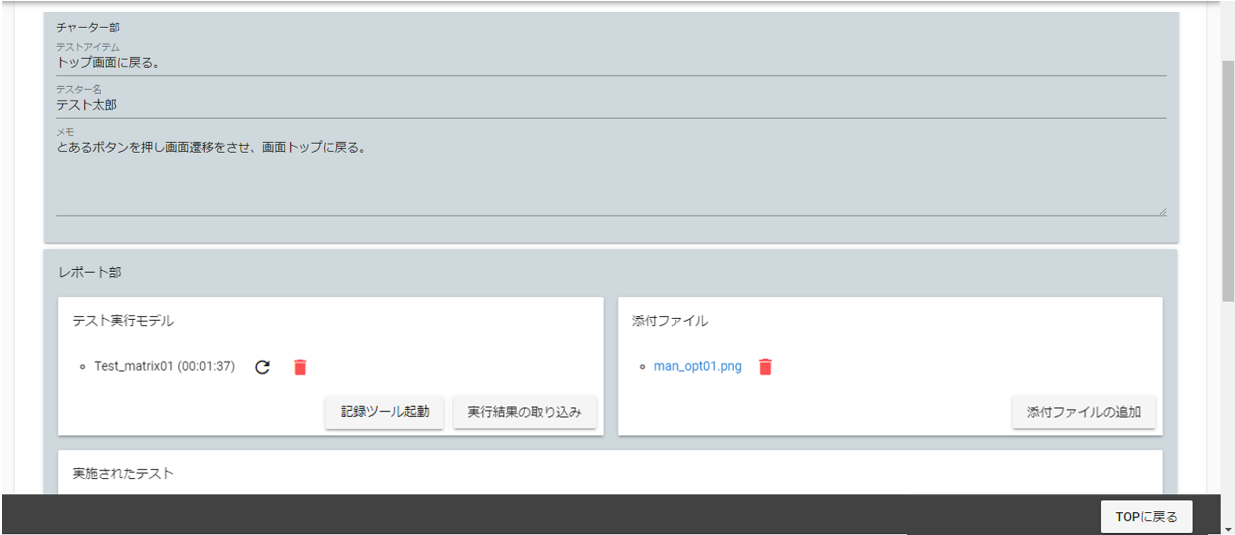 チャーター部
テストアイテム
トップ画面に戻る。
テスター名
テスト太郎
メモ
とあるボタンを押し画面遷移をさせ、画面トップに戻る。
レポート部
テスト実行モデル
Test_matrix01 (00:01:37)
記録ツール起動
実行結果の取り込み
添付ファイル
man_opt01.png
添付ファイルの追加
実施されたテスト
TOPに戻る